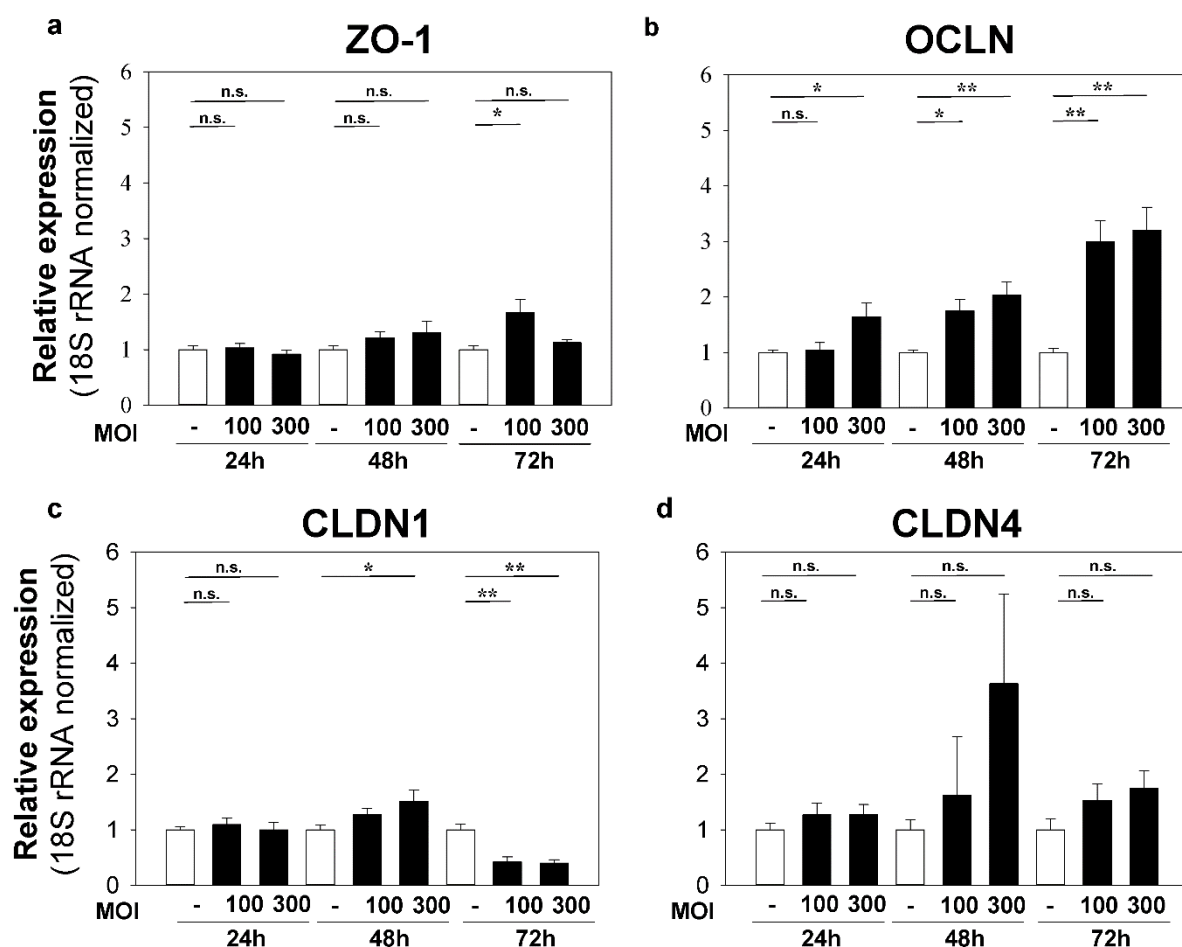 a
ZO-1
Relative expression
(18S rRNA normalized)
6
5
4
3
2
1
0
n.s.
n.s.
n.s.
n.s.
n.s.
*
MOI
- 100 300 - 100 300 - 100 300
24h 48h 72h
b
OCLN
6
5
4
3
2
1
0
*
n.s.
**
*
**
**
MOI
- 100 300 - 100 300 - 100 300
24h 48h 72h
c
CLDN1
Relative expression
(18S rRNA normalized)
6
5
4
3
2
1
0
n.s.
n.s.
*
**
**
MOI
- 100 300 - 100 300 - 100 300
24h 48h 72h
d
CLDN4
6
5
4
3
2
1
0
n.s.
n.s.
n.s.
n.s.
n.s.
n.s.
MOI
- 100 300 - 100 300 - 100 300
24h 48h 72h